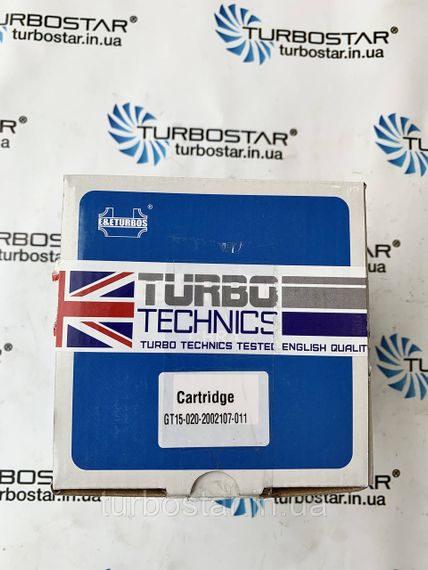 TURBOSTAR®
turbostar.in.ua
TURBOSTAR®
turbostar.in.ua
TURBOSTAR®
turbostar.in.ua
E&ETURBOS®
TURBO
TECHNICS
TURBO TECHNICS TESTED ENGLISH QUALITY
Cartridge
GT15-020-2002107-011
turbostar.in.ua